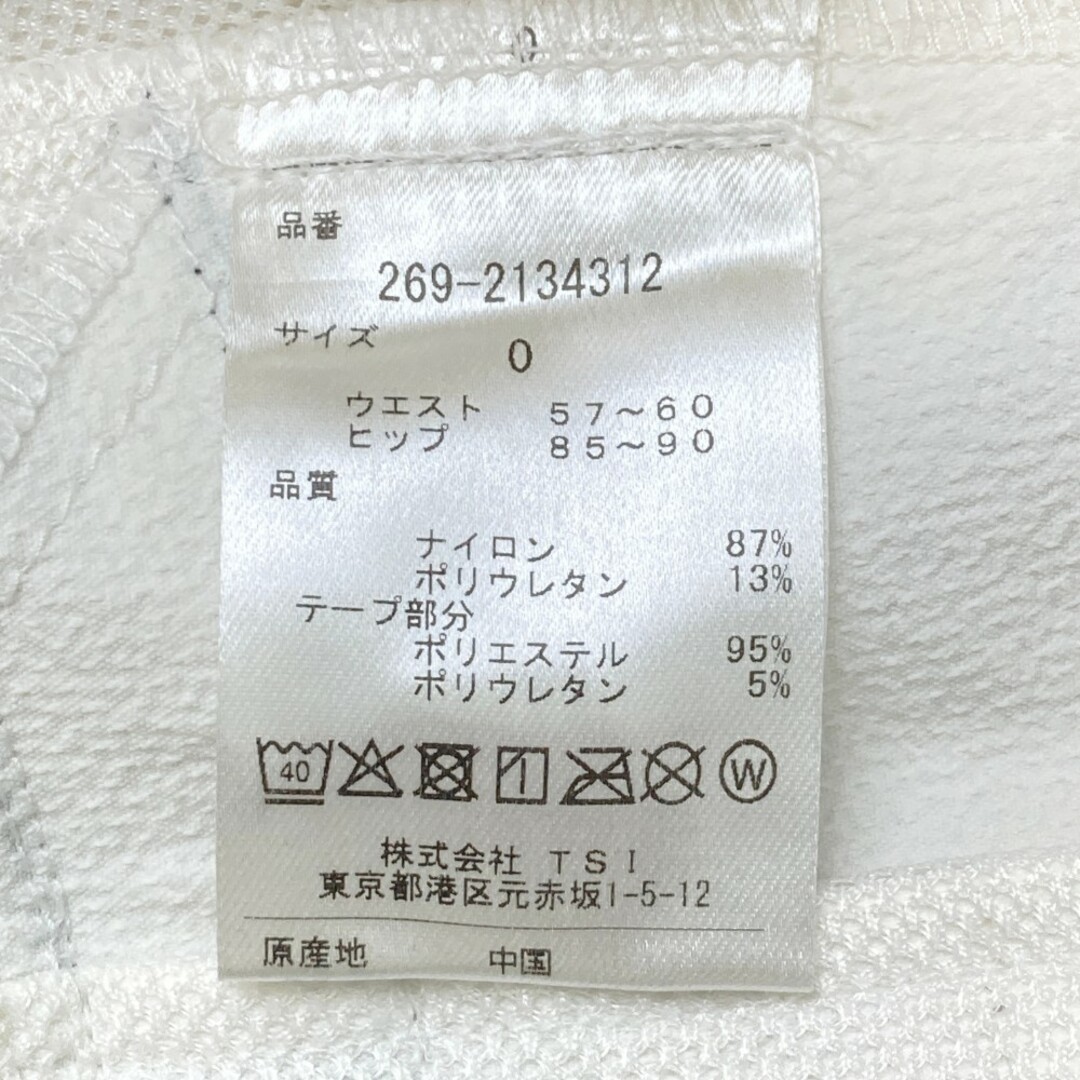 0
品番
269-2134312
サイズ
0
ウエスト 57～60
ヒップ 85～90
品質
ナイロン 87%
ポリウレタン 13%
テープ部分
ポリエステル 95%
ポリウレタン 5%
40
W
株式会社 TSI
東京都港区元赤坂1-5-12
原産地 中国